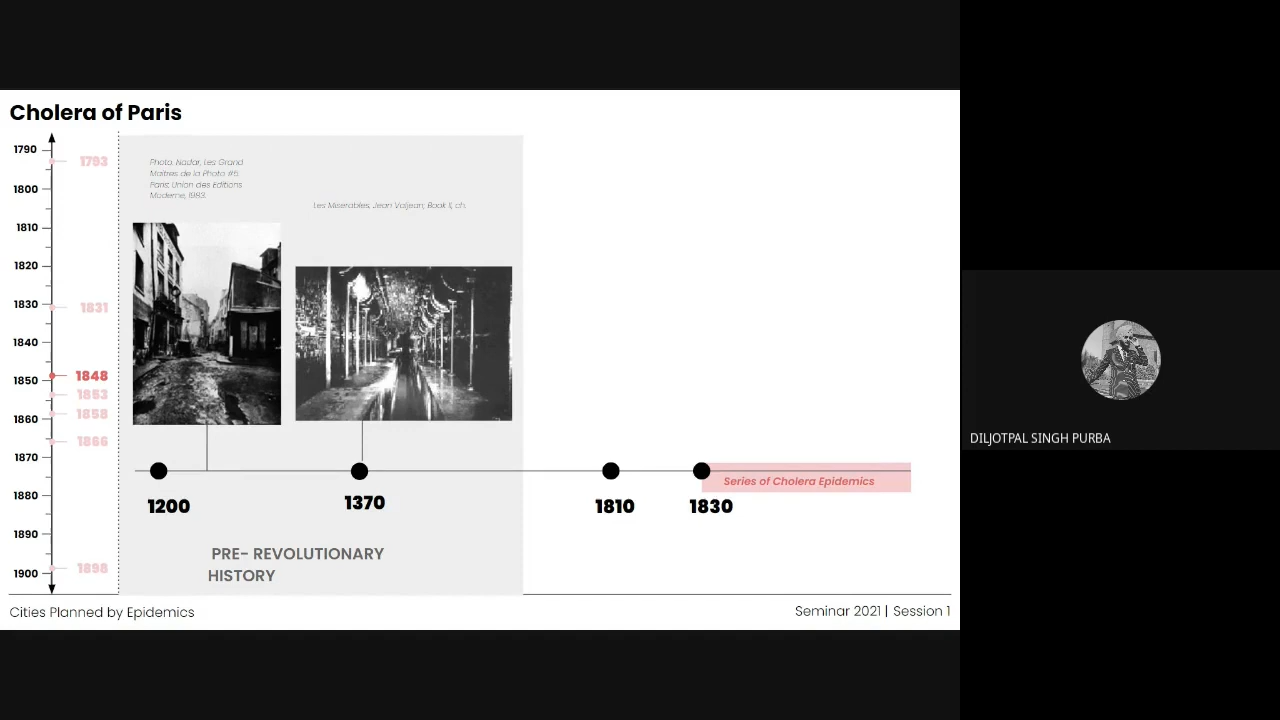 Cholera of Paris
1790
1793
1800
1810
1820
1830
1831
1840
1848
1850
1853
1858
1860
1866
1870
1880
1890
1898
1900
Photo. Nadar, Les Grand
Maitres de la Photo. #6.
Paris: Union des Editions
Moderne, 1983.
Les Miserables, Jean Valjean; Book II, ch.
Series of Cholera Epidemics
1200
1370
1810
1830
PRE- REVOLUTIONARY
HISTORY
Cities Planned by Epidemics
Seminar 2021 | Session 1
DILJOTPAL SINGH PURBA